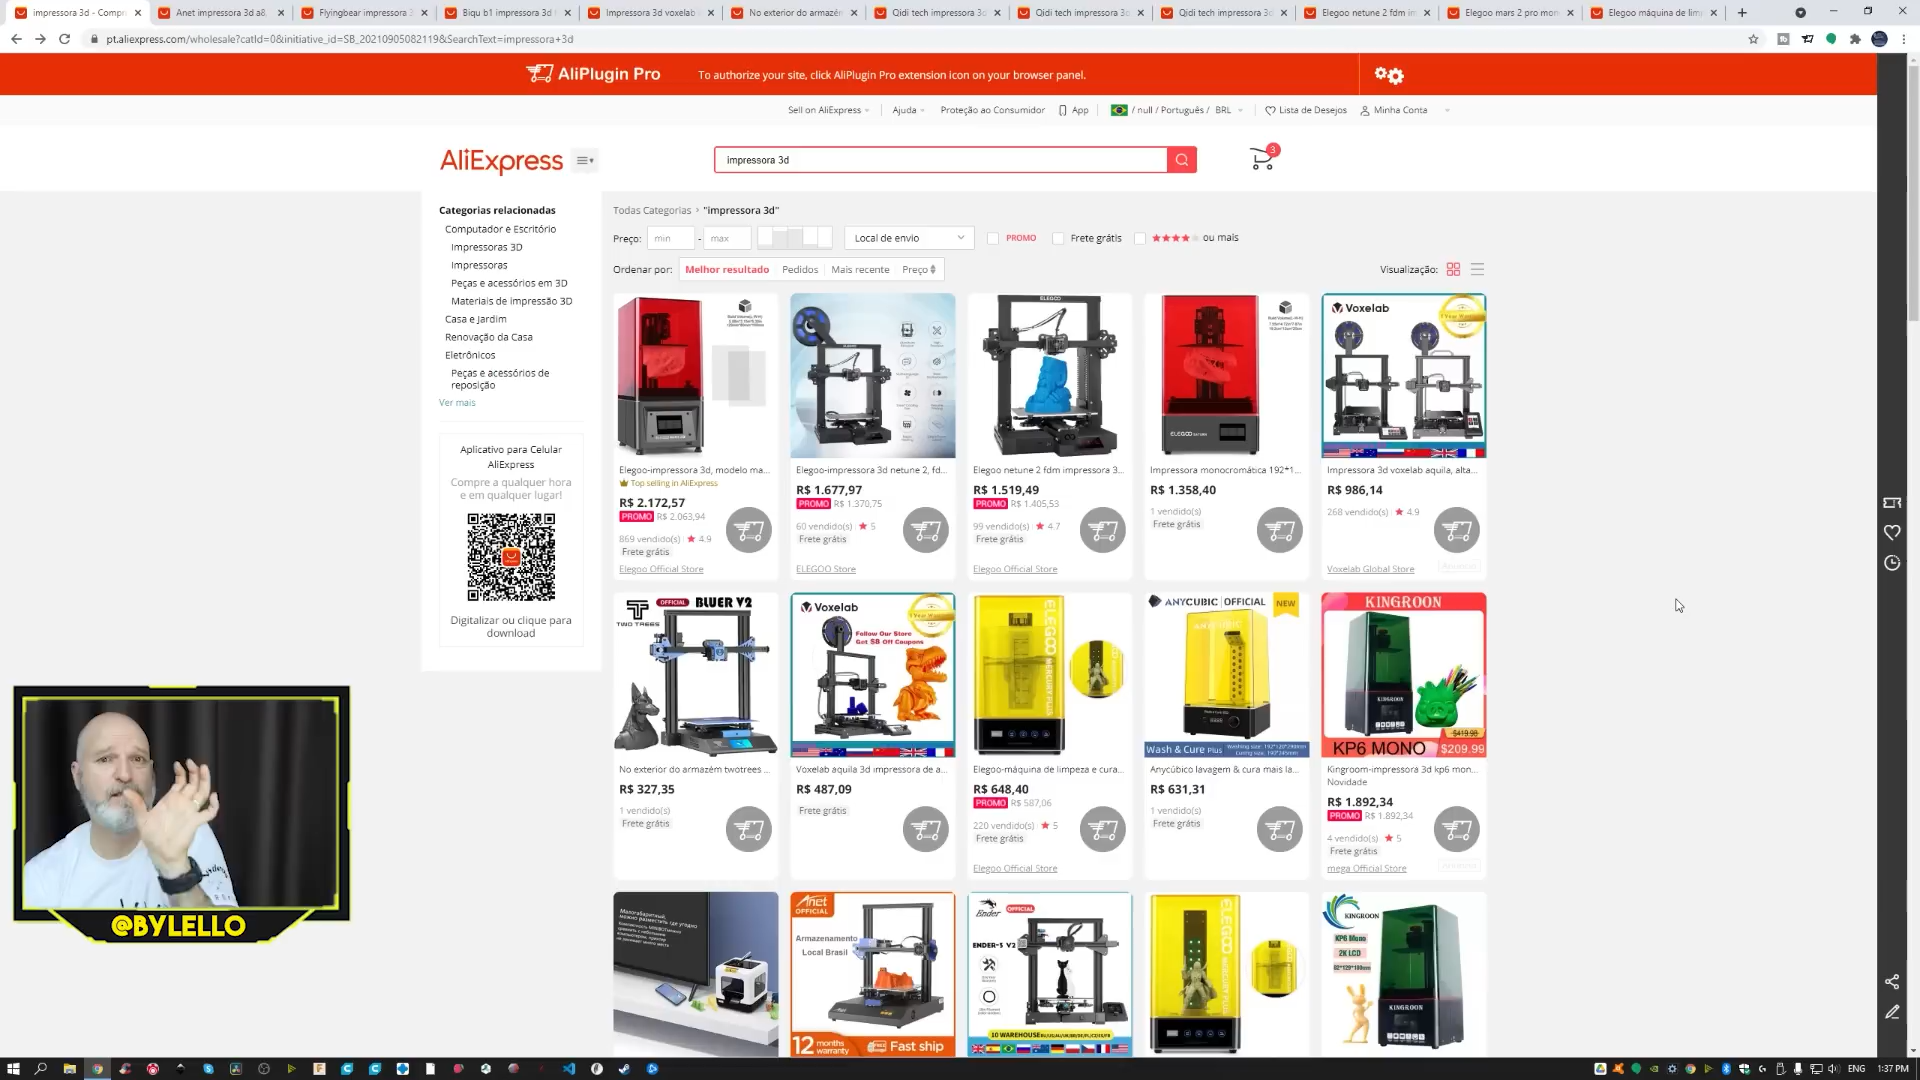 impressora 3d - Compr
Anet impressora 3d a8,
Flyingbear impressora 3
Biqu b1 impressora 3d
Impressora 3d voxelab
No exterior do armazém
Qidi tech impressora 3d
Qidi tech impressora 3d
Qidi tech impressora 3d
Elegoo netune 2 fdm im
Elegoo mars 2 pro mon
Elegoo máquina de limp
pt.aliexpress.com/wholesale?catId=0&initiative_id=SB_20210905082119&SearchText=impressora+3d
AliPlugin Pro
To authorize your site, click AliPlugin Pro extension icon on your browser panel.
Sell on AliExpress
Ajuda
Proteção ao Consumidor
App
/ null / Português / BRL
Lista de Desejos
Minha Conta
AliExpress
impressora 3d
3
Categorias relacionadas
Computador e Escritório
Impressoras 3D
Impressoras
Peças e acessórios em 3D
Materiais de impressão 3D
Casa e Jardim
Renovação da Casa
Eletrônicos
Peças e acessórios de
reposição
Ver mais
Aplicativo para Celular
AliExpress
Compre a qualquer hora
e em qualquer lugar!
Digitalizar ou clique para
download
Todas Categorias > "impressora 3d"
Preço: min - max
Local de envio
PROMO
Frete grátis
ou mais
Ordenar por: Melhor resultado Pedidos Mais recente Preço
Visualização:
Elegoo-impressora 3d, modelo ma...
Top selling in AliExpress
R$ 2.172,57
PROMO R$ 2.063,94
869 vendido(s) 4.9
Frete grátis
Elegoo Official Store
Elegoo-impressora 3d netune 2, fd...
R$ 1.677,97
PROMO R$ 1.370,75
60 vendido(s) 5
Frete grátis
ELEGOO Store
ELEGOO
Elegoo netune 2 fdm impressora 3...
R$ 1.519,49
PROMO R$ 1.405,53
99 vendido(s) 4.7
Frete grátis
Elegoo Official Store
Impressora monocromática 192*1...
R$ 1.358,40
1 vendido(s)
Frete grátis
Voxelab
Impressora 3d voxelab aquila, alta...
R$ 986,14
268 vendido(s) 4.9
Voxelab Global Store
TWO TREES
OFFICIAL BLUER V2
No exterior do armazém twotrees ...
R$ 327,35
1 vendido(s)
Frete grátis
Voxelab
Follow Our Store
Get $8 Off Coupons
Voxelab aquila 3d impressora de a...
R$ 487,09
Frete grátis
ELEGOO MERCURY PLUS
Elegoo-máquina de limpeza e cura...
R$ 648,40
PROMO R$ 587,06
220 vendido(s) 5
Frete grátis
Elegoo Official Store
ANYCUBIC OFFICIAL
NEW
Wash & Cure Plus
Anycúbico lavagem & cura mais la...
R$ 631,31
1 vendido(s)
Frete grátis
KINGROON
KINGROON
KP6 MONO
$419.98
$209.99
Kingroon-impressora 3d kp6 mon...
Novidade
R$ 1.892,34
PROMO R$ 1.892,34
4 vendido(s) 5
Frete grátis
mega Official Store
Anet
OFFICIAL
Armazenamento
Local Brasil
12 months
warranty
Fast ship
Ender
OFFICIAL
ENDER-S V2
10 WAREHOUSE
ELEGOO MERCURY PLUS
KINGROON
KP6 Mono
2K LCD
KINGROON
@BYLELLO
ENG
1:37 PM